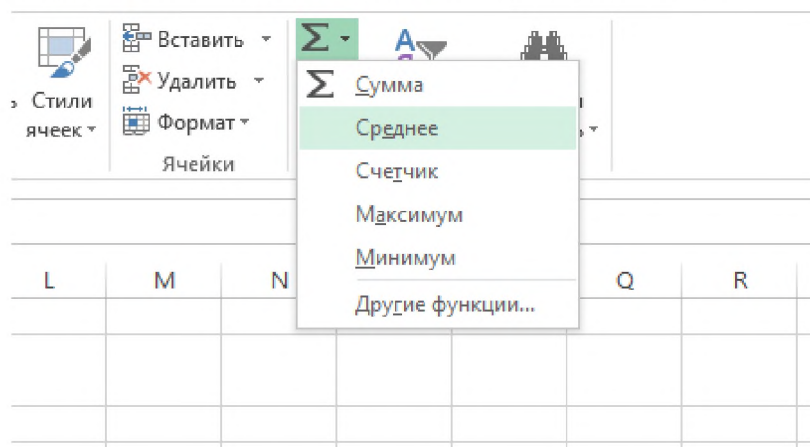 Вставить
Удалить
Формат
Стили
ячеек
Ячейки
Σ Сумма
Среднее
Счетчик
Максимум
Минимум
Другие функции...
L M N Q R